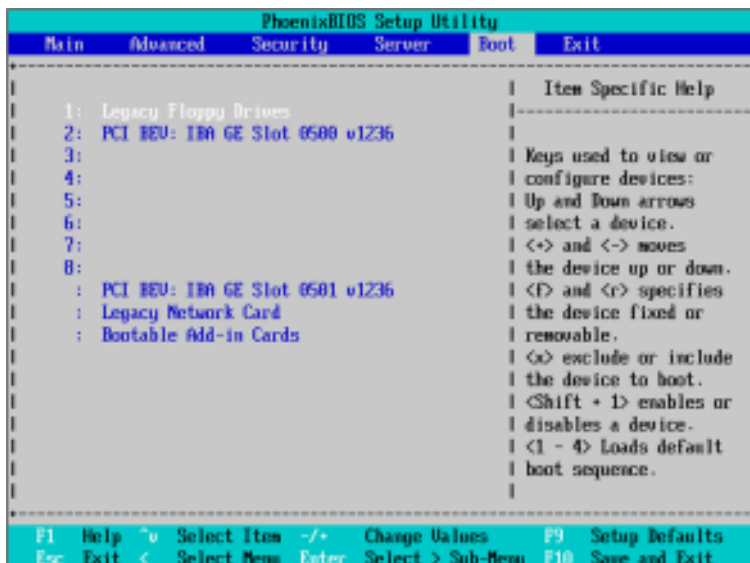 PhoenixBIOS Setup Utility
Main Advanced Security Server Boot Exit
Item Specific Help
1: Legacy Floppy Drives
2: PCI BEV: IBA GE Slot 0500 v1236
3:
4:
5:
6:
7:
8:
: PCI BEV: IBA GE Slot 0501 v1236
: Legacy Network Card
: Bootable Add-in Cards
Keys used to view or
configure devices:
Up and Down arrows
select a device.
<+> and <-> moves
the device up or down.
<f> and <r> specifies
the device fixed or
removable.
<x> exclude or include
the device to boot.
<Shift + 1> enables or
disables a device.
<1 - 4> Loads default
boot sequence.
F1 Help ^v Select Item -/+ Change Values F9 Setup Defaults
Esc Exit < Select Menu Enter Select > Sub-Menu F10 Save and Exit